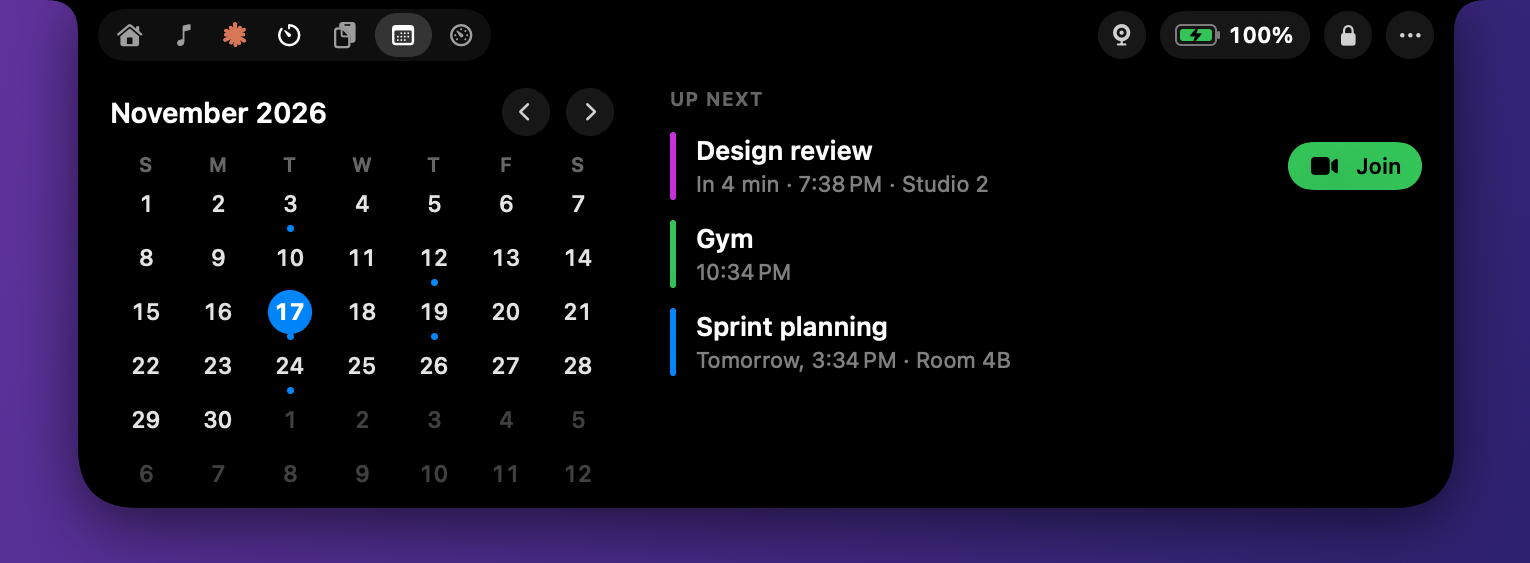 100%
November 2026
S M T W T F S
1 2 3 4 5 6 7
8 9 10 11 12 13 14
15 16 17 18 19 20 21
22 23 24 25 26 27 28
29 30 1 2 3 4 5
6 7 8 9 10 11 12
UP NEXT
Design review
In 4 min · 7:38 PM · Studio 2
Join
Gym
10:34 PM
Sprint planning
Tomorrow, 3:34 PM · Room 4B